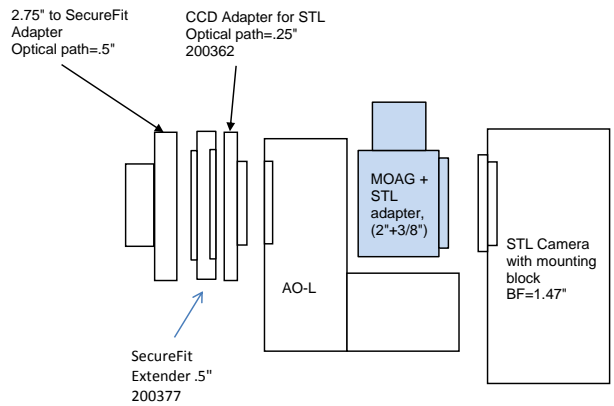 2.75" to SecureFit
Adapter
Optical path=.5"
CCD Adapter for STL
Optical path=.25"
200362
MOAG +
STL
adapter,
(2"+3/8")
STL Camera
with mounting
block
BF=1.47"
AO-L
SecureFit
Extender .5"
200377